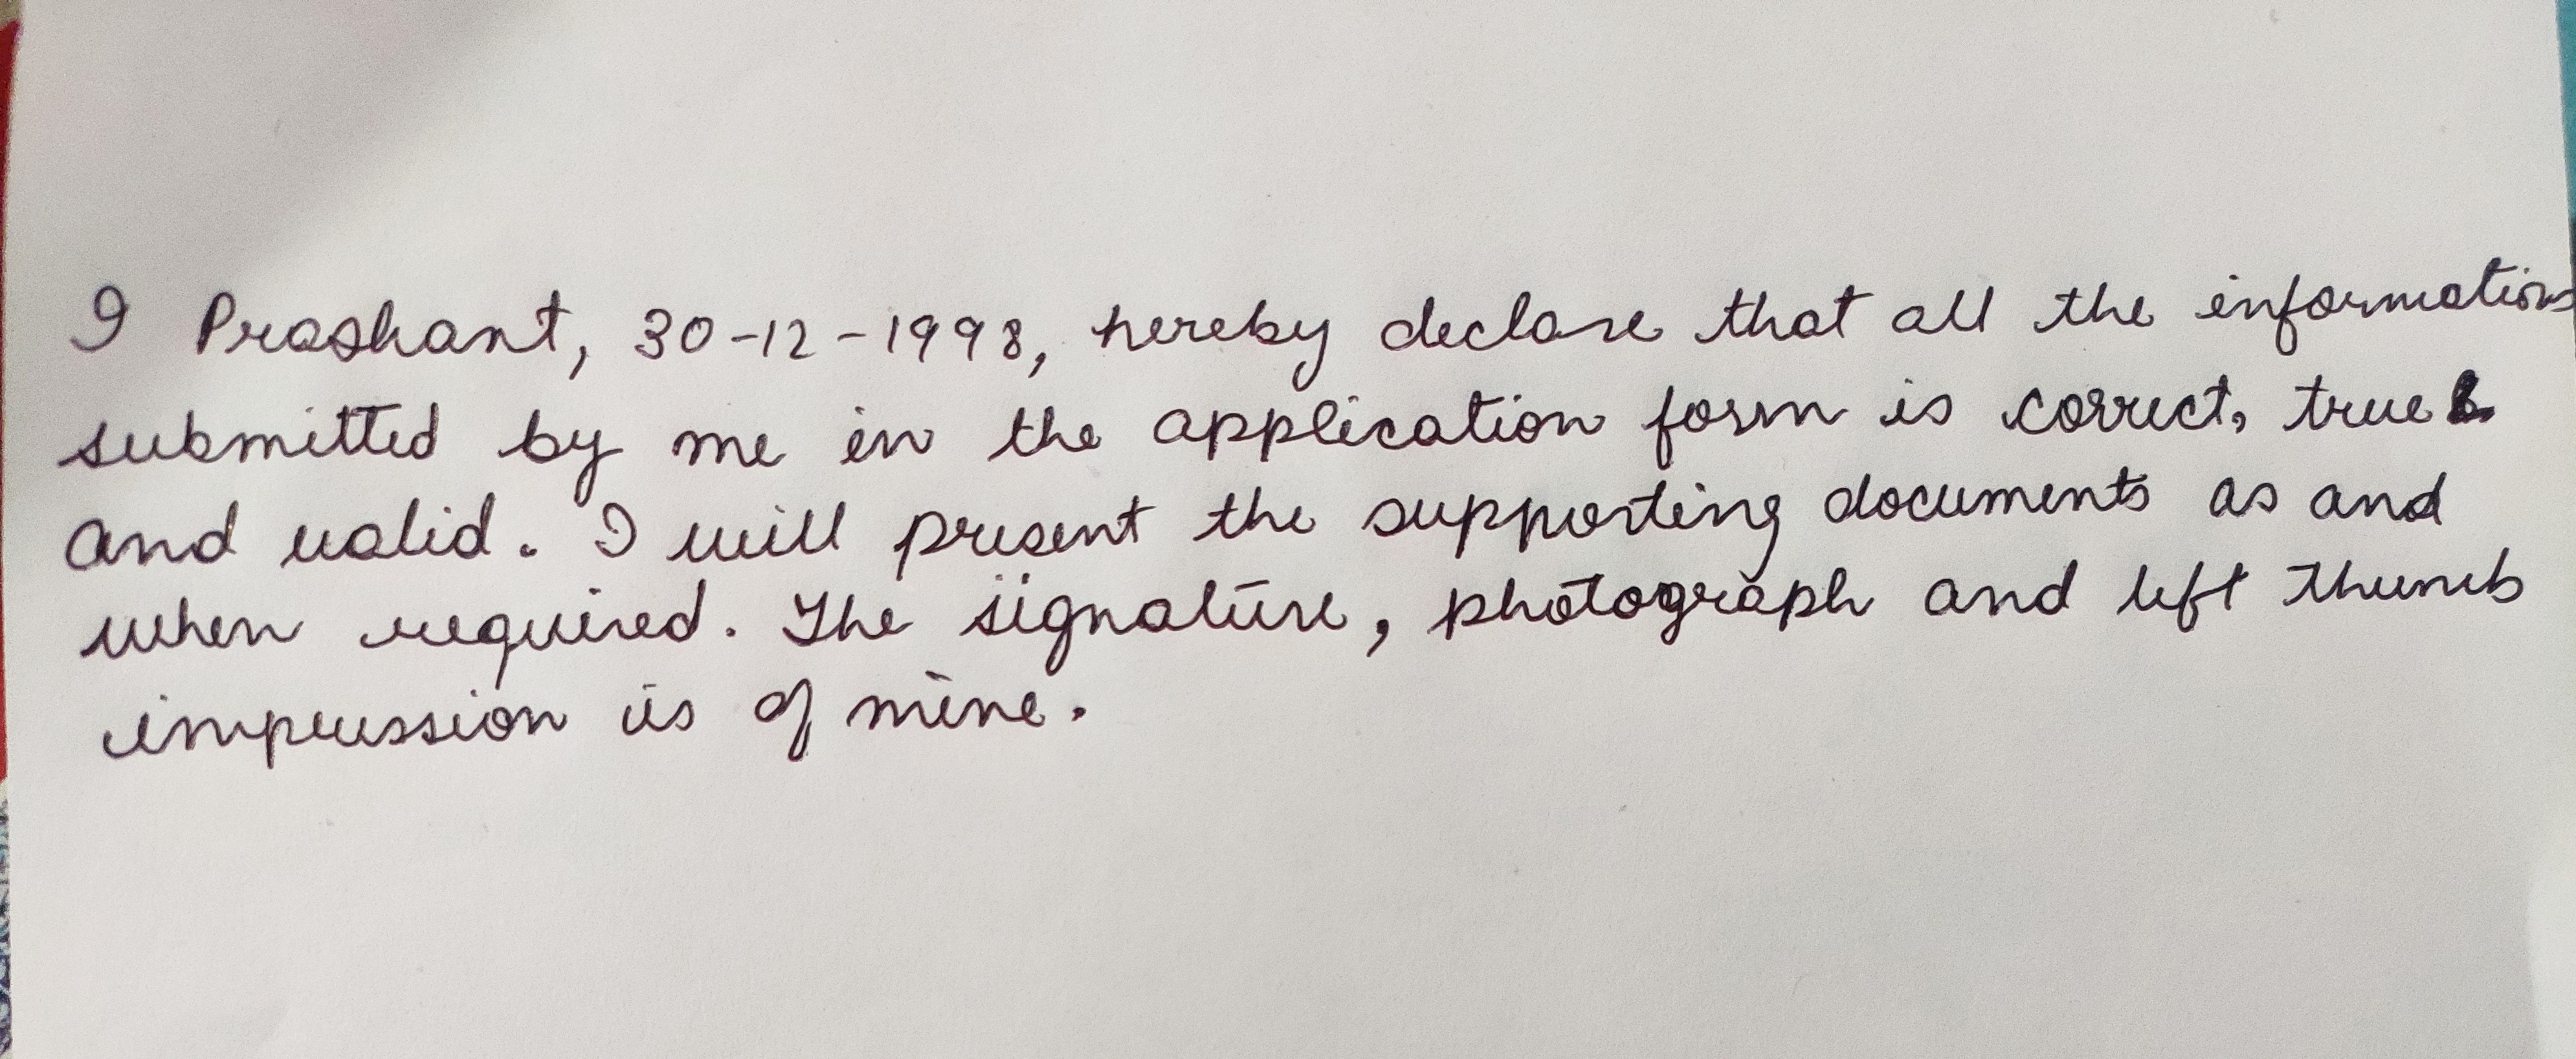 I Prashant, 30-12-1998, hereby declare that all the information
submitted by me in the application form is correct, true
and valid. I will present the supporting documents as and
when required. The signature, photograph and left thumb
impression is of mine.